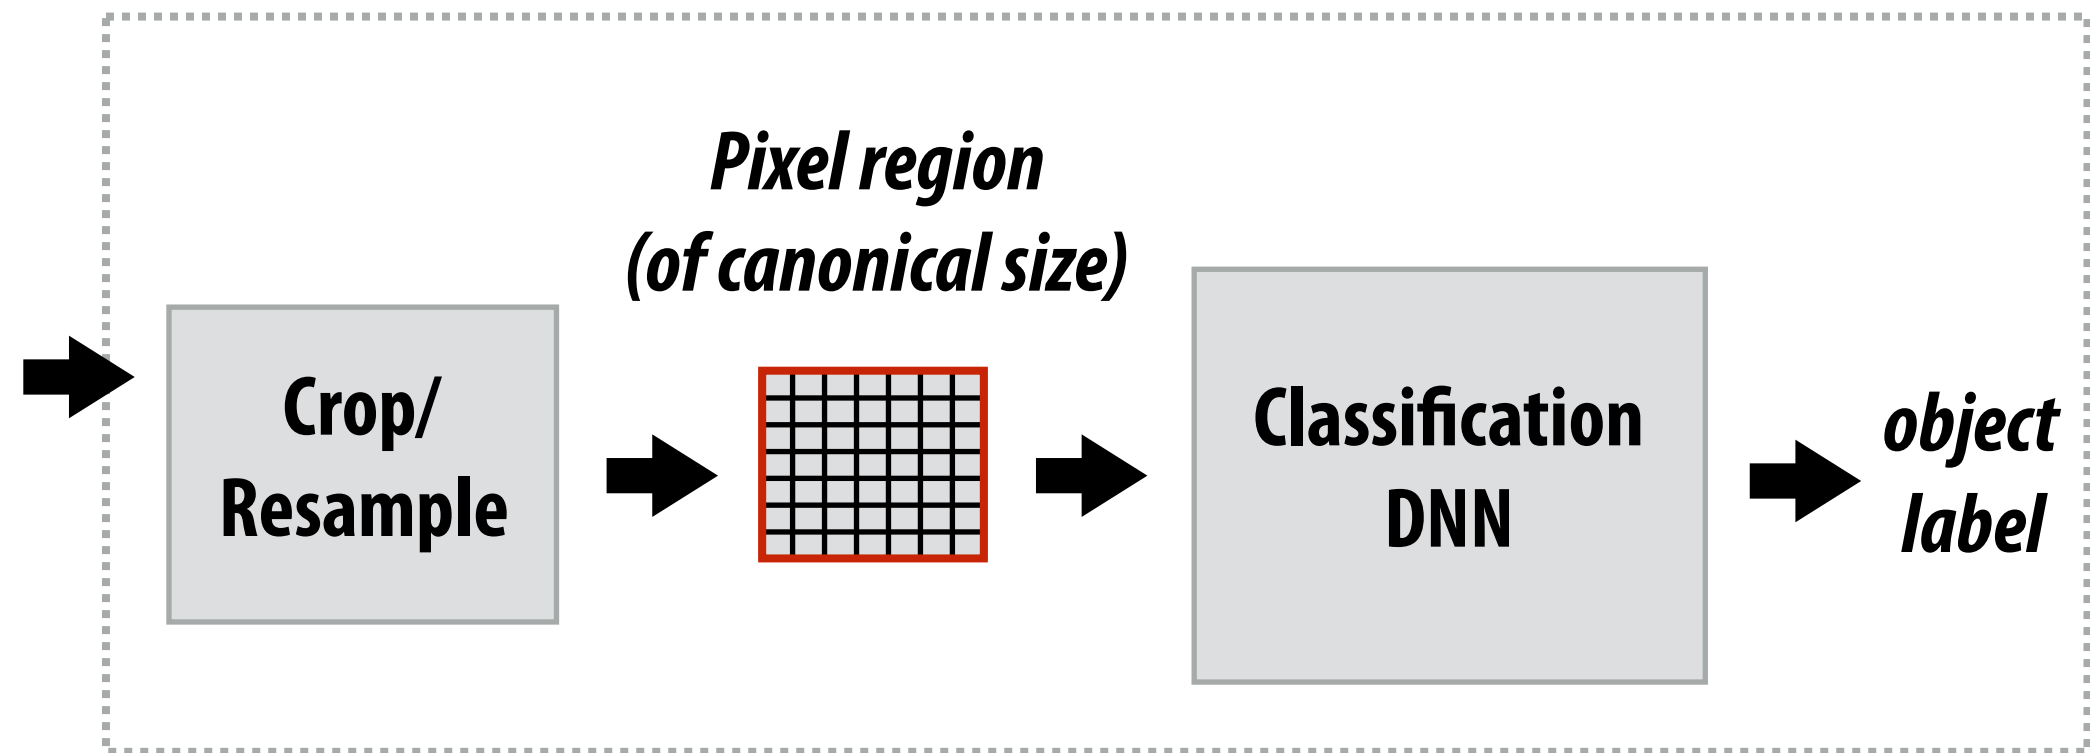 Pixel region
(of canonical size)
Crop/
Resample
Classification
DNN
object
label